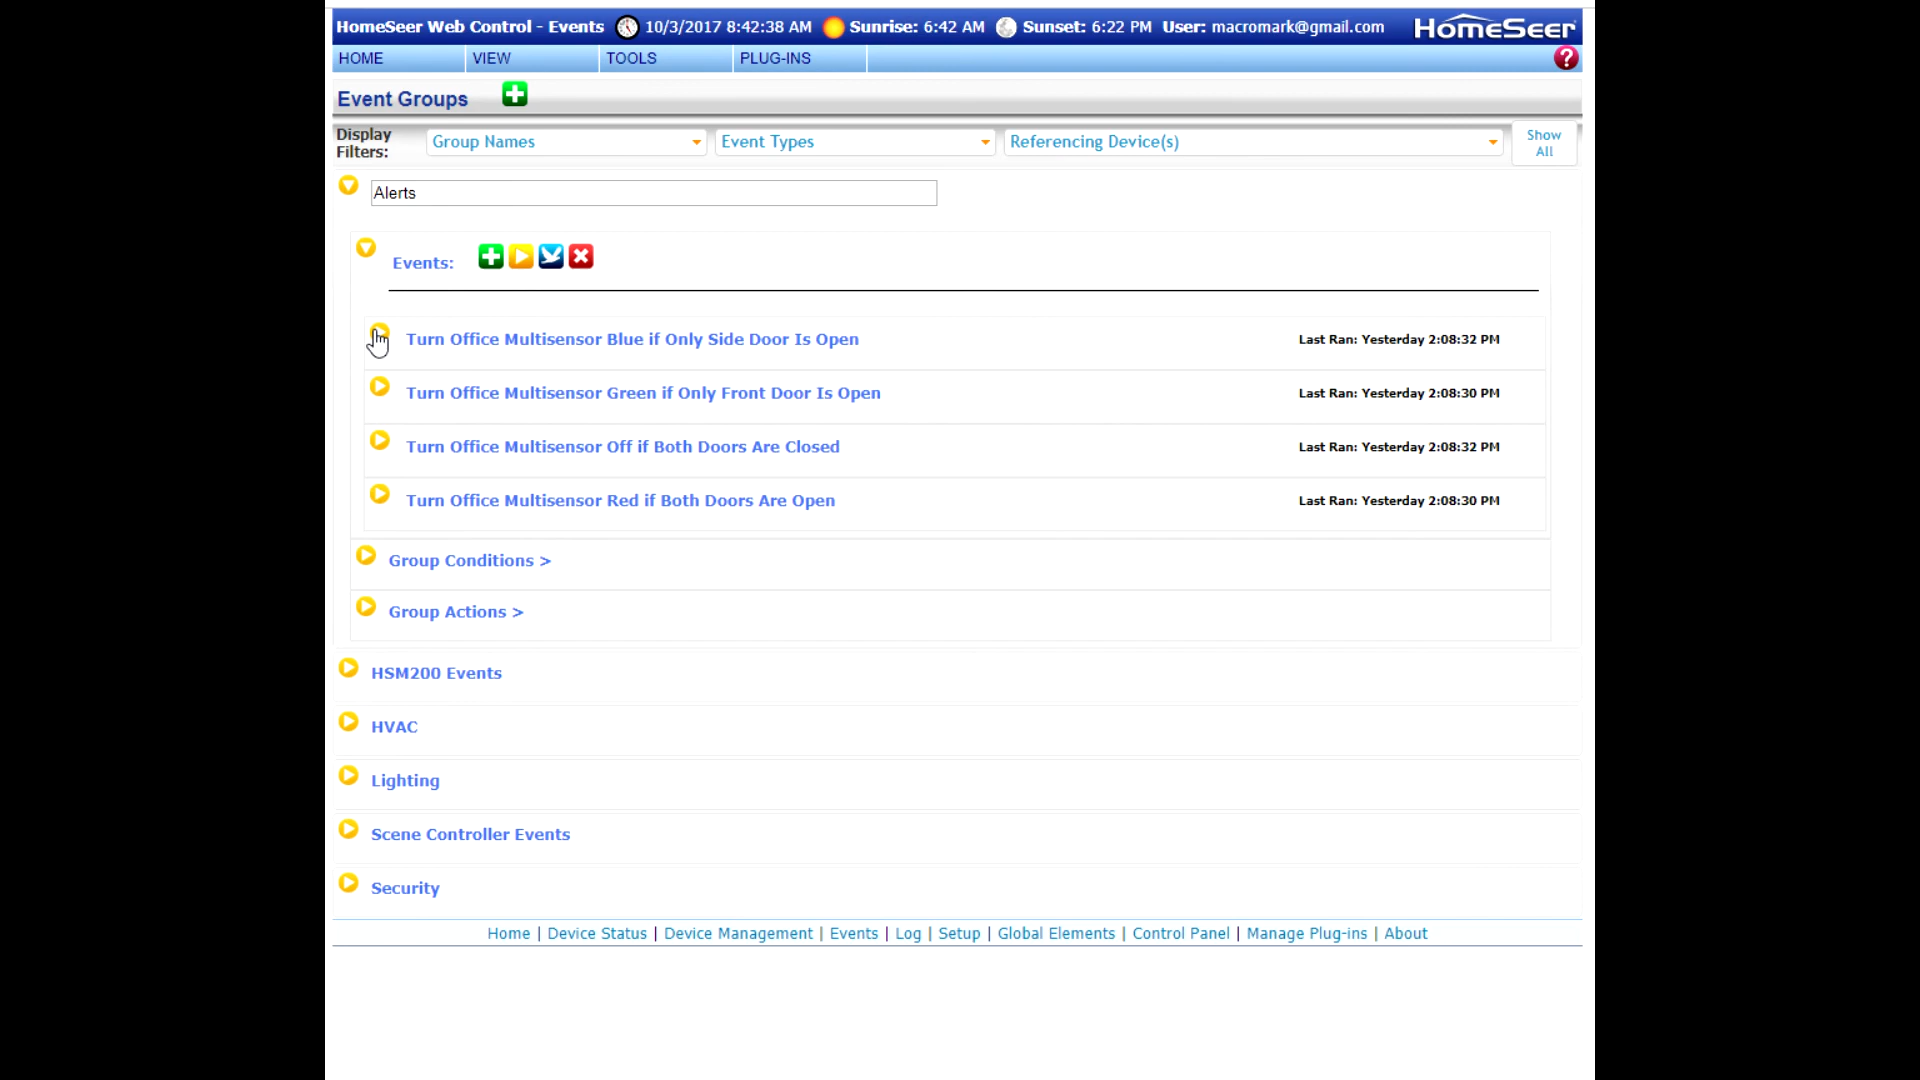 HomeSeer Web Control - Events 10/3/2017 8:42:38 AM Sunrise: 6:42 AM Sunset: 6:22 PM User: macromark@gmail.com HomeSeer
HOME VIEW TOOLS PLUG-INS ?
Event Groups
Display Filters: Group Names Event Types Referencing Device(s) Show All
Alerts
Events:
Turn Office Multisensor Blue if Only Side Door Is Open Last Ran: Yesterday 2:08:32 PM
Turn Office Multisensor Green if Only Front Door Is Open Last Ran: Yesterday 2:08:30 PM
Turn Office Multisensor Off if Both Doors Are Closed Last Ran: Yesterday 2:08:32 PM
Turn Office Multisensor Red if Both Doors Are Open Last Ran: Yesterday 2:08:30 PM
Group Conditions >
Group Actions >
HSM200 Events
HVAC
Lighting
Scene Controller Events
Security
Home | Device Status | Device Management | Events | Log | Setup | Global Elements | Control Panel | Manage Plug-ins | About